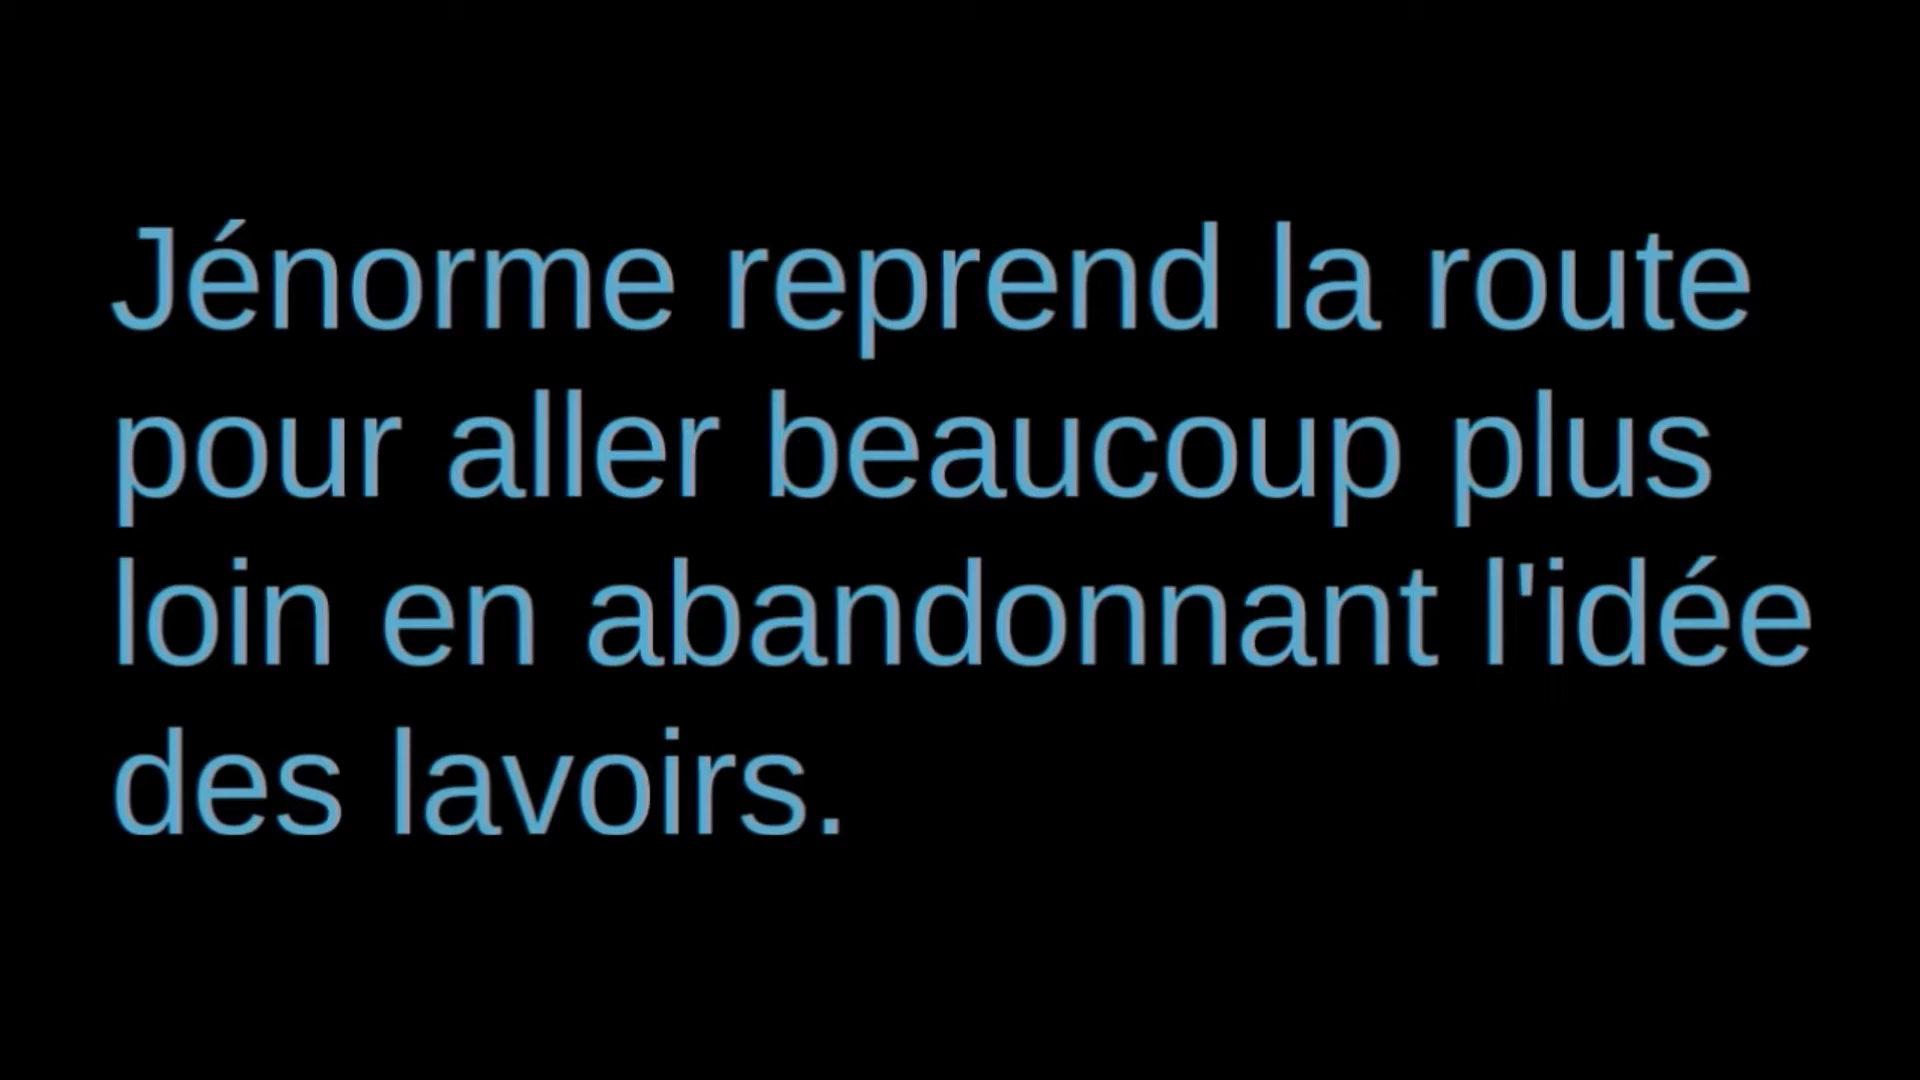 Jénorme reprend la route
pour aller beaucoup plus
loin en abandonnant l'idée
des lavoirs.